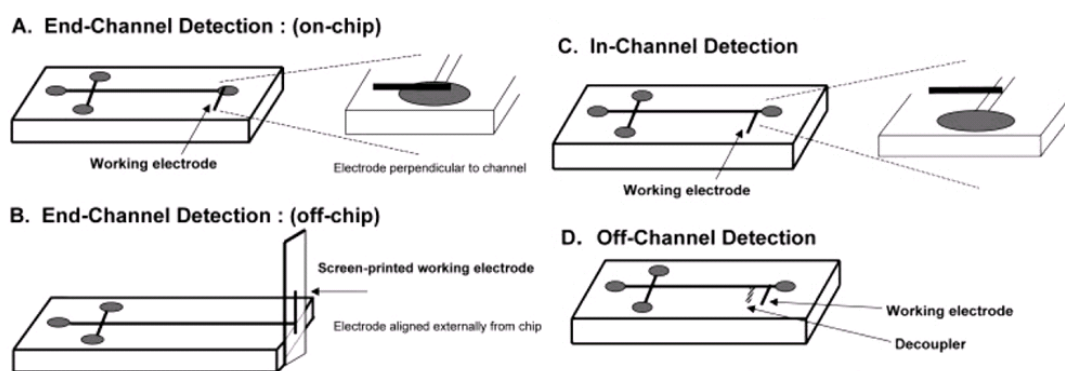 A. End-Channel Detection : (on-chip)
Working electrode
Electrode perpendicular to channel
B. End-Channel Detection : (off-chip)
Screen-printed working electrode
Electrode aligned externally from chip
C. In-Channel Detection
Working electrode
D. Off-Channel Detection
Working electrode
Decoupler